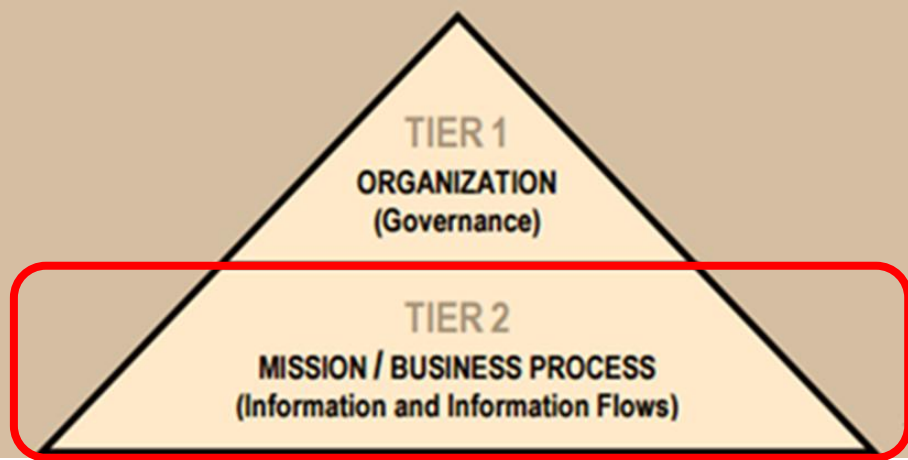 TIER 1
ORGANIZATION
(Governance)
TIER 2
MISSION / BUSINESS PROCESS
(Information and Information Flows)